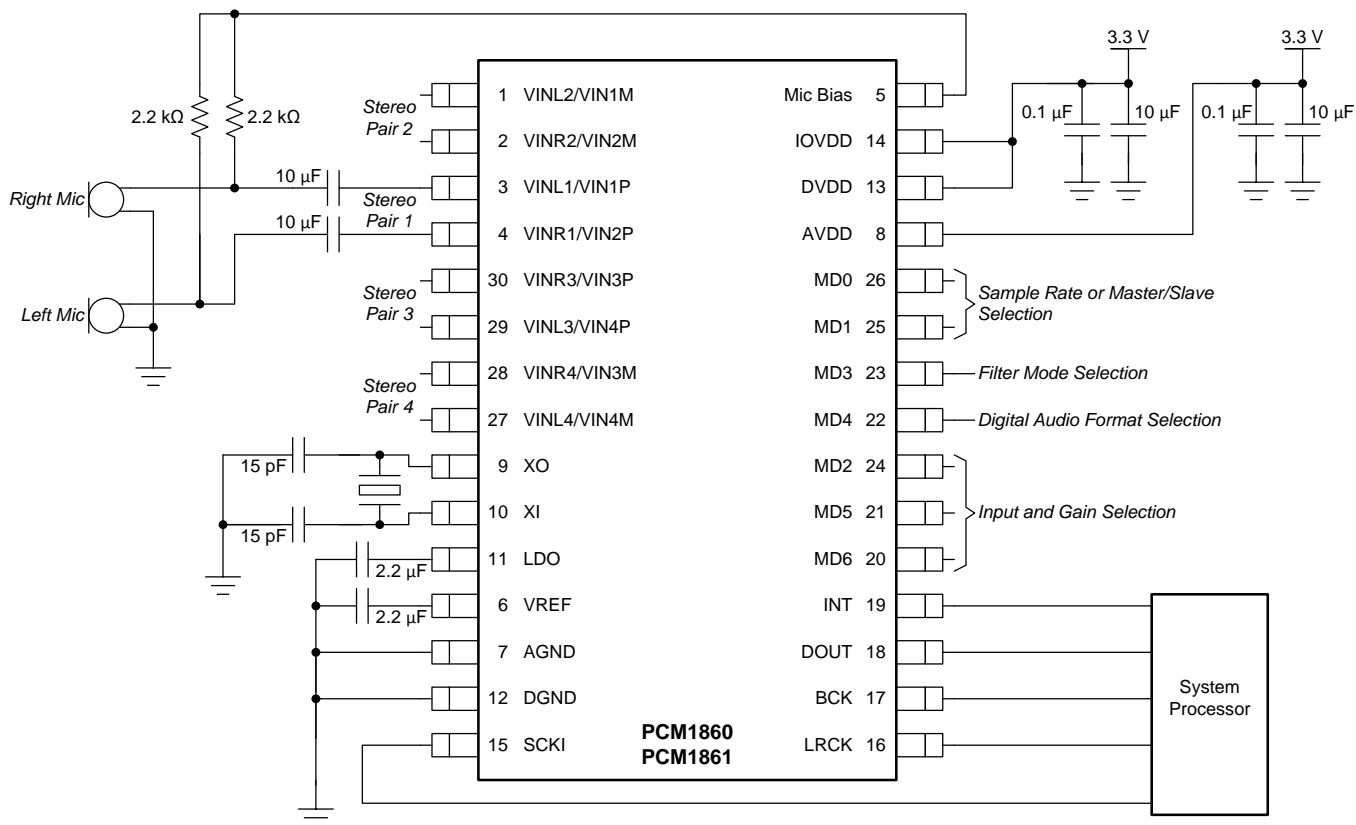 3.3 V
3.3 V
0.1 µF
10 µF
0.1 µF
10 µF
2.2 kΩ
2.2 kΩ
Right Mic
Left Mic
10 µF
10 µF
Stereo
Pair 2
Stereo
Pair 1
Stereo
Pair 3
Stereo
Pair 4
15 pF
15 pF
2.2 µF
2.2 µF
1 VINL2/VIN1M
2 VINR2/VIN2M
3 VINL1/VIN1P
4 VINR1/VIN2P
30 VINR3/VIN3P
29 VINL3/VIN4P
28 VINR4/VIN3M
27 VINL4/VIN4M
9 XO
10 XI
11 LDO
6 VREF
7 AGND
12 DGND
15 SCKI
Mic Bias 5
IOVDD 14
DVDD 13
AVDD 8
MD0 26
MD1 25
MD3 23
MD4 22
MD2 24
MD5 21
MD6 20
INT 19
DOUT 18
BCK 17
LRCK 16
PCM1860
PCM1861
Sample Rate or Master/Slave
Selection
Filter Mode Selection
Digital Audio Format Selection
Input and Gain Selection
System
Processor